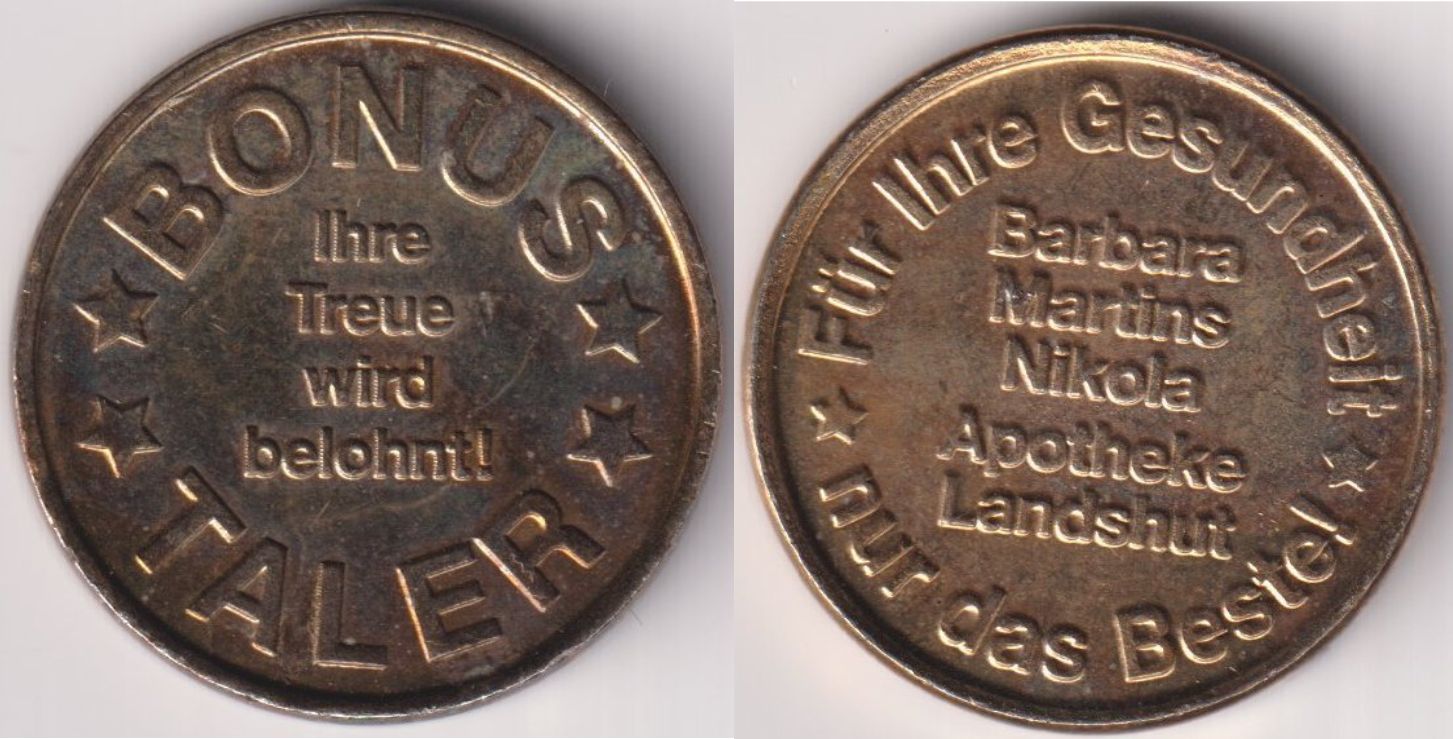 BONUS
Ihre
Treue
wird
belohnt!
TALER
Für Ihre Gesundheit
Barbara
Martins
Nikola
Apotheke
Landshut
nur das Beste!